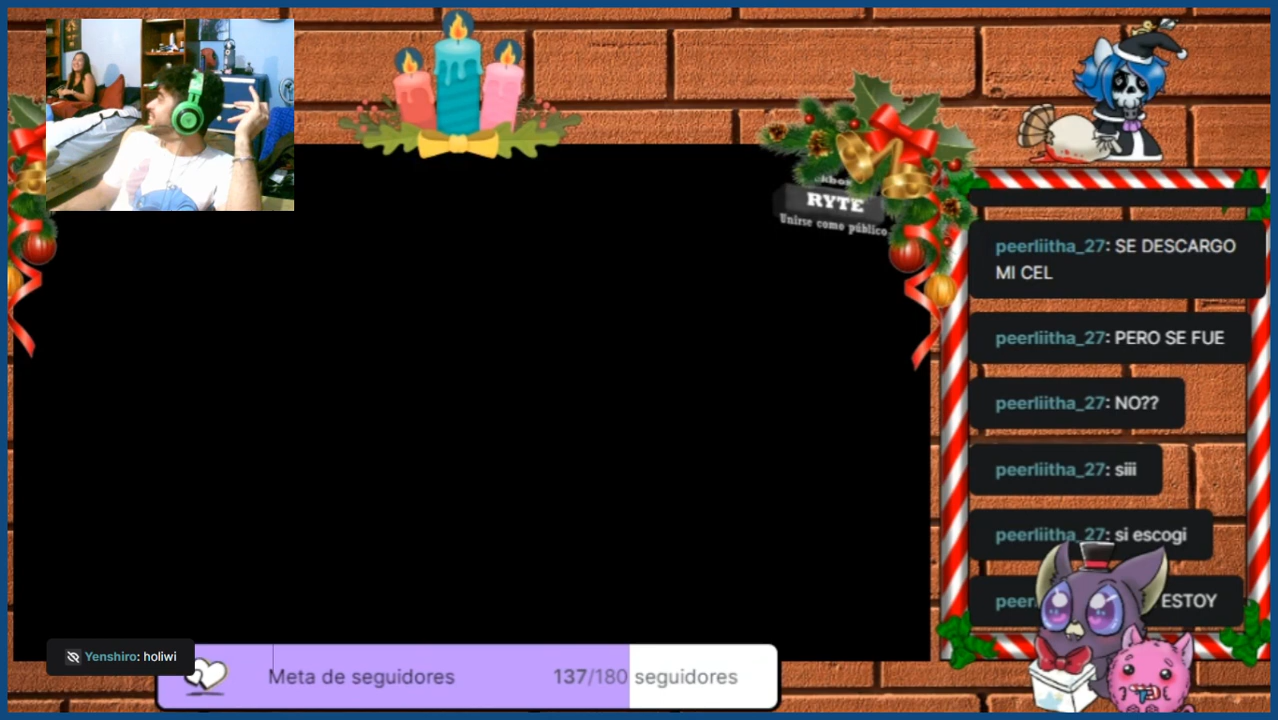 RYTE
Unirse como público
peerliitha_27: SE DESCARGO
MI CEL
peerliitha_27: PERO SE FUE
peerliitha_27: NO??
peerliitha_27: siii
peerliitha_27: si escogi
peer ESTOY
Yenshiro: holiwi
Meta de seguidores 137/180 seguidores